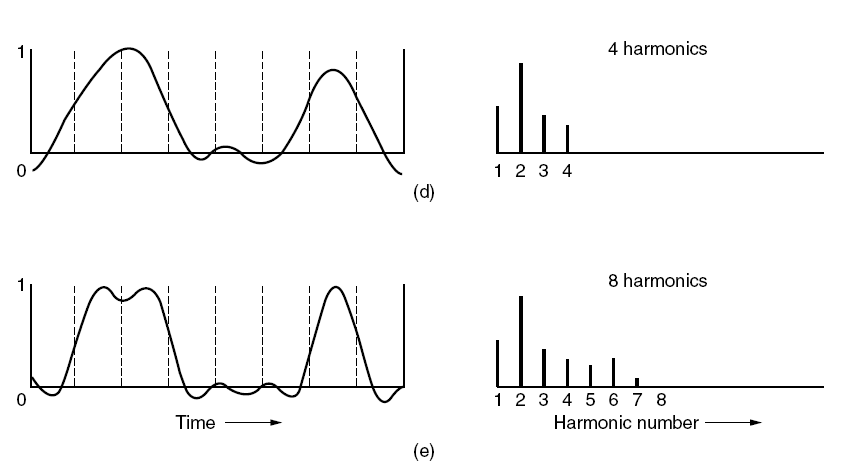 1
4 harmonics
0
1 2 3 4
(d)
1
8 harmonics
0
1 2 3 4 5 6 7 8
Time
Harmonic number
(e)